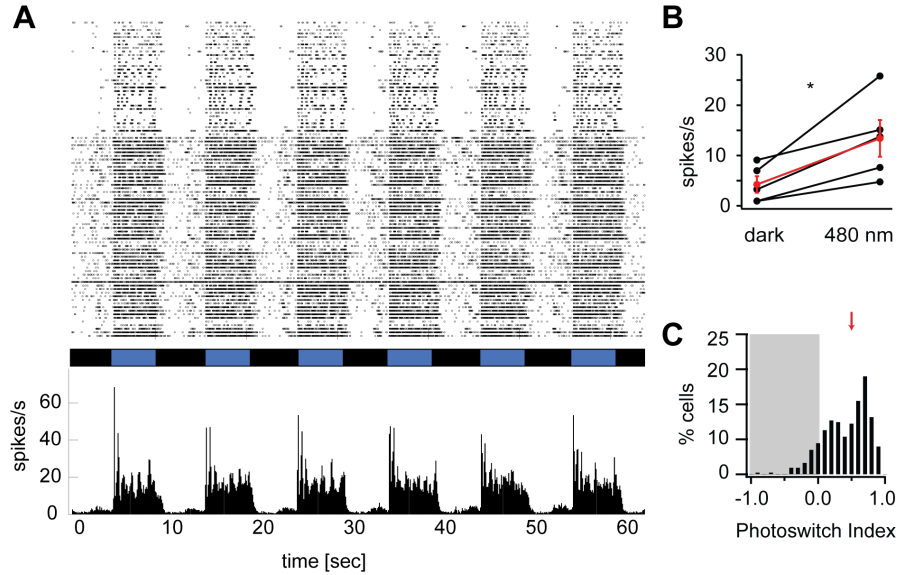 A
spikes/s
60
40
20
0
0 10 20 30 40 50 60
time [sec]
B
spikes/s
30
20
10
0
*
dark 480 nm
C
% cells
25
20
15
10
0
-1.0 0.0 1.0
Photoswitch Index